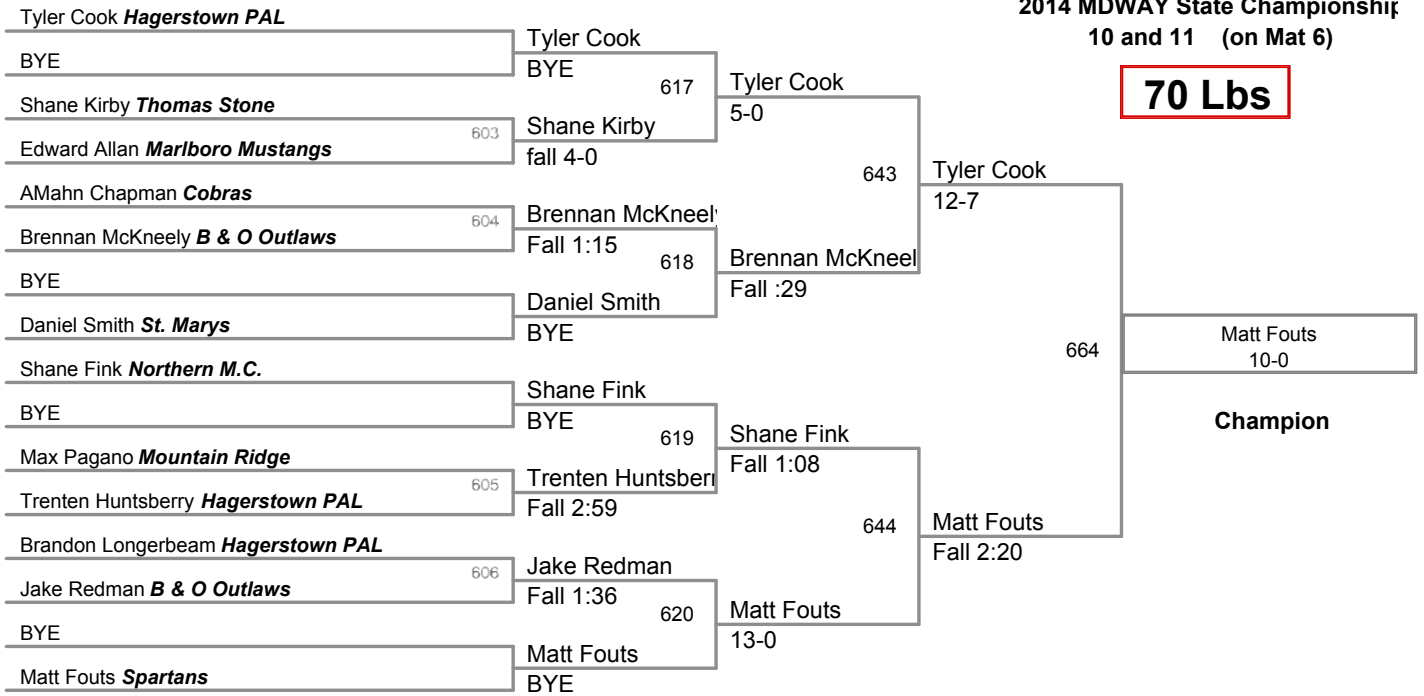 2014 MDWAY State Championship
10 and 11 (on Mat 6)
70 Lbs
Tyler Cook Hagerstown PAL
BYE
Shane Kirby Thomas Stone
603
Edward Allan Marlboro Mustangs
AMahn Chapman Cobras
604
Brennan McKneely B & O Outlaws
BYE
Daniel Smith St. Marys
Shane Fink Northern M.C.
BYE
Max Pagano Mountain Ridge
605
Trenten Huntsberry Hagerstown PAL
Brandon Longerbeam Hagerstown PAL
606
Jake Redman B & O Outlaws
BYE
Matt Fouts Spartans
Tyler Cook
BYE
617
Shane Kirby
fall 4-0
Brennan McKneely
Fall 1:15
618
Daniel Smith
BYE
Shane Fink
BYE
619
Trenten Huntsberr
Fall 2:59
Jake Redman
Fall 1:36
620
Matt Fouts
BYE
Tyler Cook
5-0
643
Brennan McKneel
Fall :29
Shane Fink
Fall 1:08
644
Matt Fouts
13-0
Tyler Cook
12-7
664
Matt Fouts
Fall 2:20
Matt Fouts
10-0
Champion